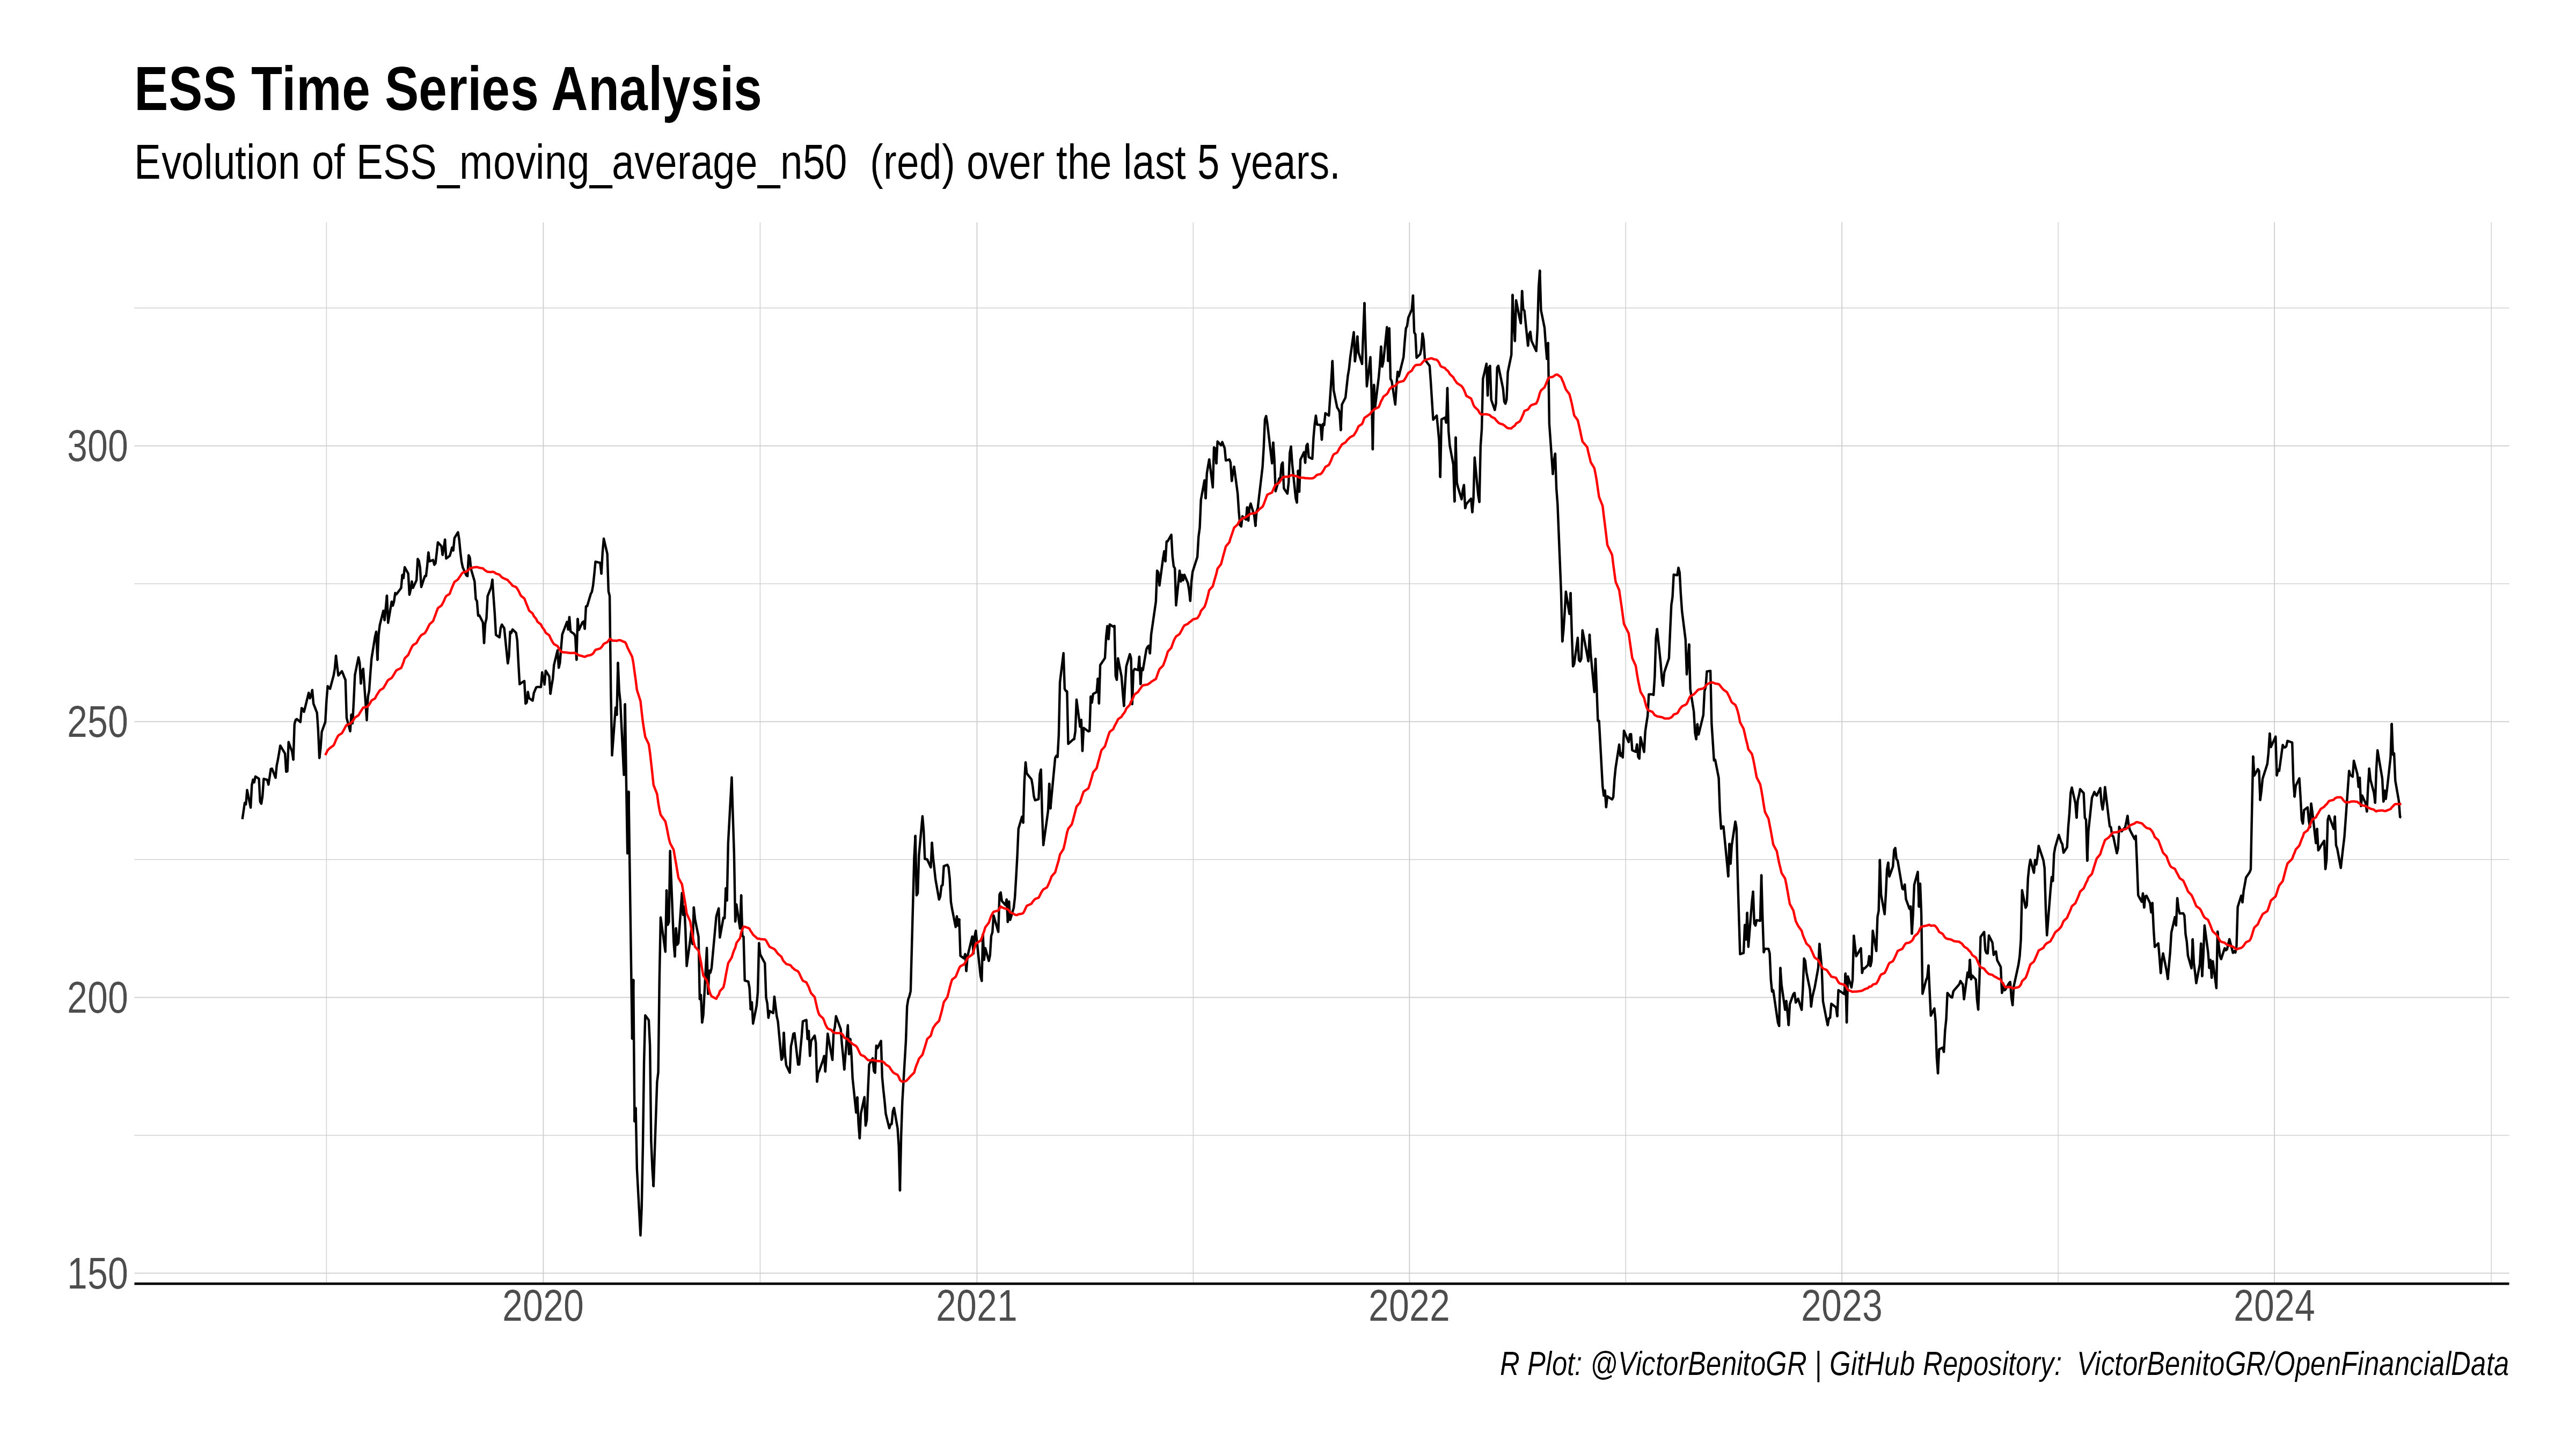 ESS Time Series Analysis
Evolution of ESS_moving_average_n50  (red) over the last 5 years.
300
250
200
150
2020 2021 2022 2023 2024
R Plot: @VictorBenitoGR | GitHub Repository:  VictorBenitoGR/OpenFinancialData